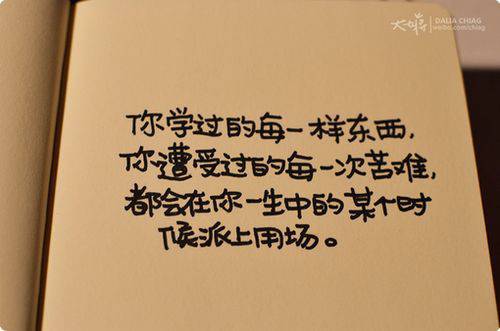 DALIA CHIAG
weibo.com/chiag
你学过的每一样东西,
你遭受过的每一次苦难,
都会在你一生中的某个时
候派上用场。